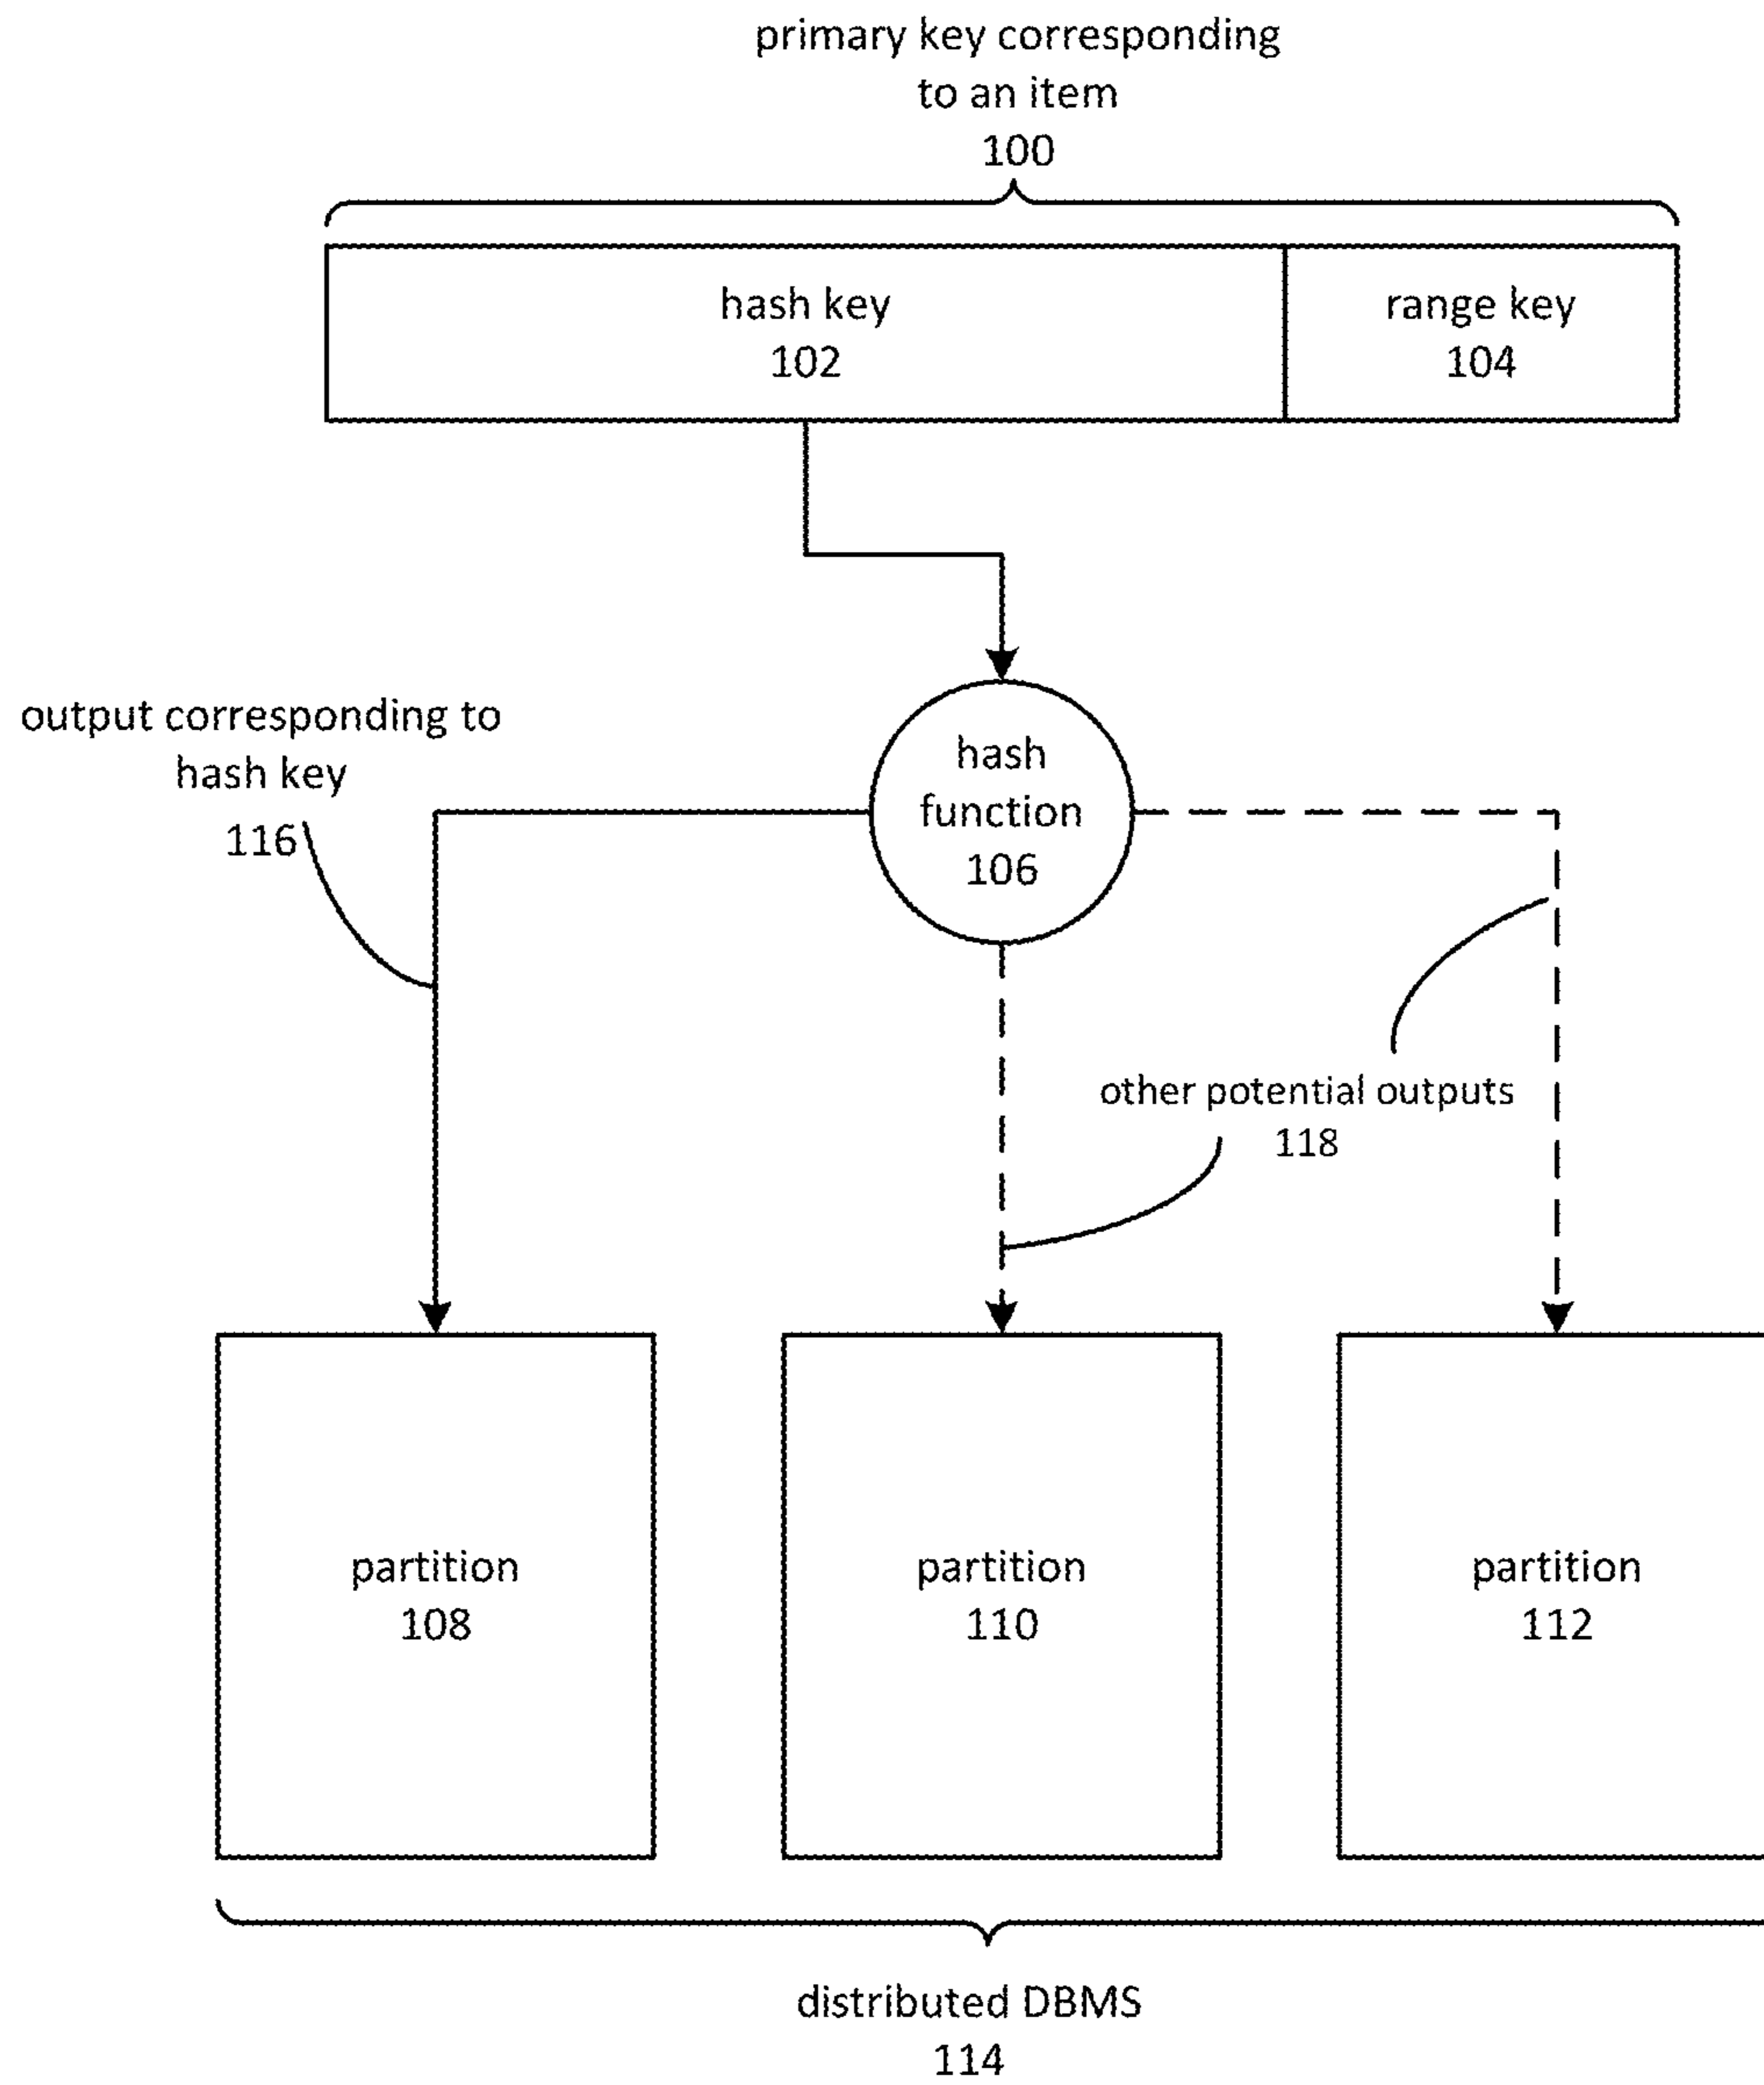 primary key corresponding
to an item
100
hash key
102
range key
104
output corresponding to
hash key
116
hash
function
106
other potential outputs
118
partition
108
partition
110
partition
112
distributed DBMS
114